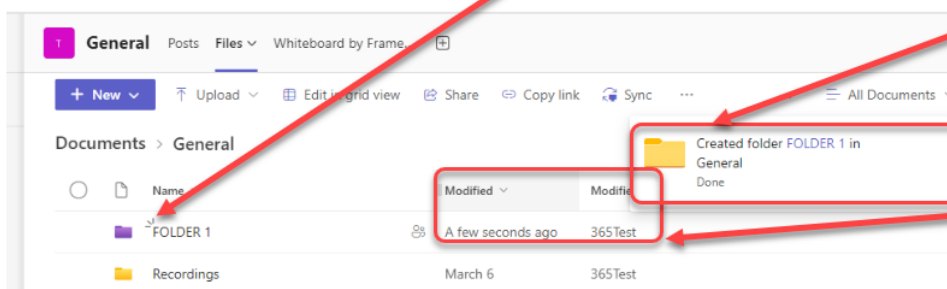 T General Posts Files Whiteboard by Frame.
+ New Upload Edit in grid view Share Copy link Sync ... All Documents
Documents > General
Created folder FOLDER 1 in
General
Done
Name Modified
FOLDER 1 A few seconds ago 365Test
Recordings March 6 365Test